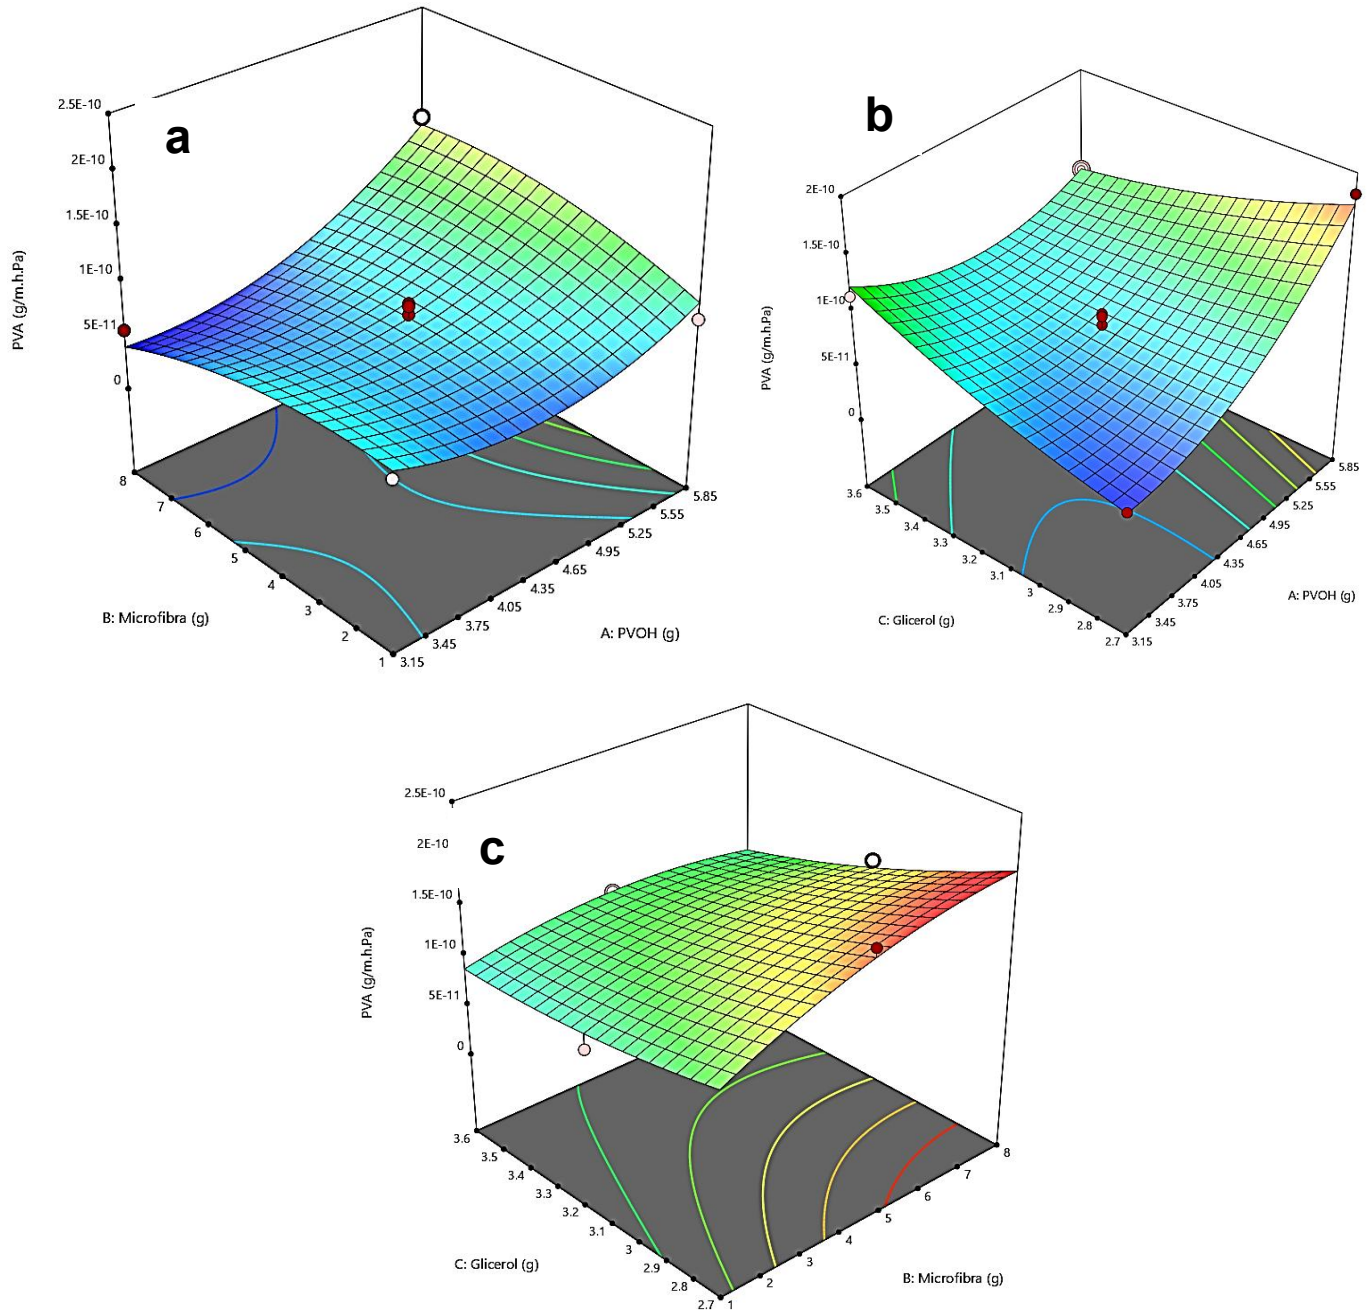 a
2.5E-10
2E-10
1.5E-10
1E-10
5E-11
0
PVA (g/m.h.Pa)
8
7
6
5
4
3
2
1
B: Microfibra (g)
3.15
3.45
3.75
4.05
4.35
4.65
4.95
5.25
5.55
5.85
A: PVOH (g)
b
2E-10
1.5E-10
1E-10
5E-11
0
PVA (g/m.h.Pa)
3.6
3.5
3.4
3.3
3.2
3.1
3
2.9
2.8
2.7
C: Glicerol (g)
3.15
3.45
3.75
4.05
4.35
4.65
4.95
5.25
5.55
5.85
A: PVOH (g)
c
2.5E-10
2E-10
1.5E-10
1E-10
5E-11
0
PVA (g/m.h.Pa)
3.6
3.5
3.4
3.3
3.2
3.1
3
2.9
2.8
2.7
C: Glicerol (g)
1
2
3
4
5
6
7
8
B: Microfibra (g)